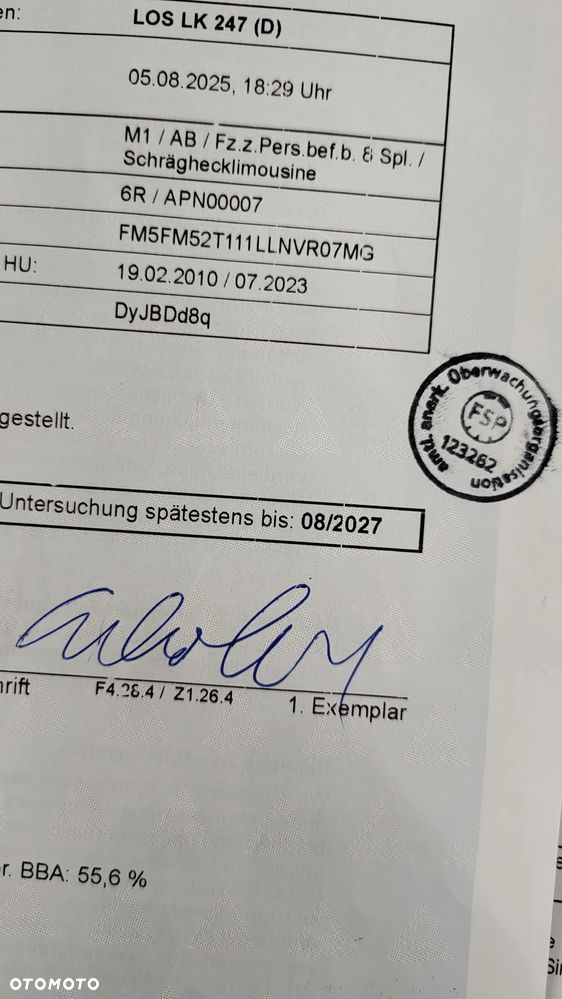 en:
LOS LK 247 (D)
05.08.2025, 18:29 Uhr
M1 / AB / Fz.z.Pers.bef.b. 8 Spl. /
Schräghecklimousine
6R / APN00007
FM5FM52T111LLNVR07MG
HU:
19.02.2010 / 07.2023
DyJBDd8q
gestellt.
amtl. anerk. Überwachungsorganisation
FSP
123262
Untersuchung spätestens bis: 08/2027
hrift
F4.26.4 / Z1.26.4
1. Exemplar
r. BBA: 55,6 %
OTOMOTO